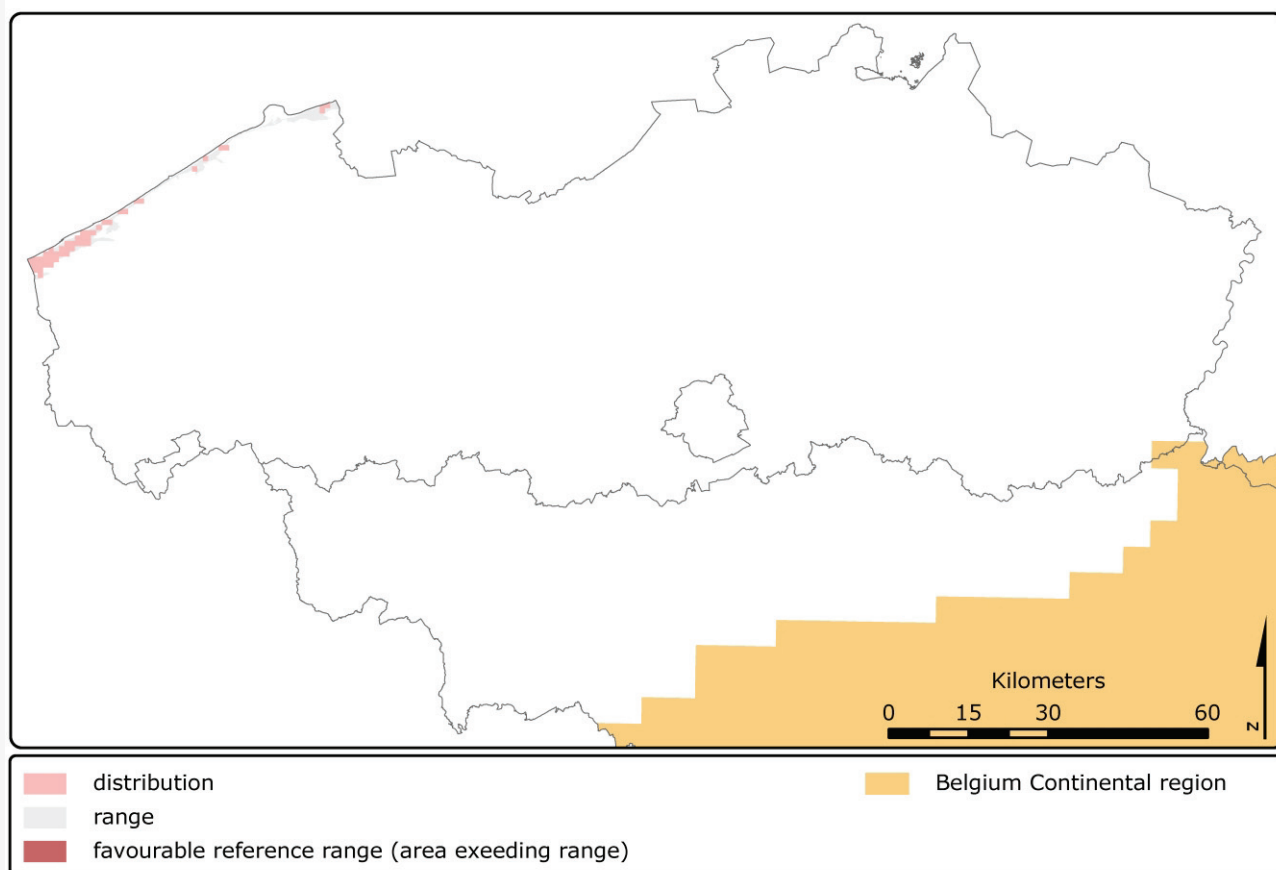 Kilometers
0 15 30 60
N
distribution
range
favourable reference range (area exeeding range)
Belgium Continental region